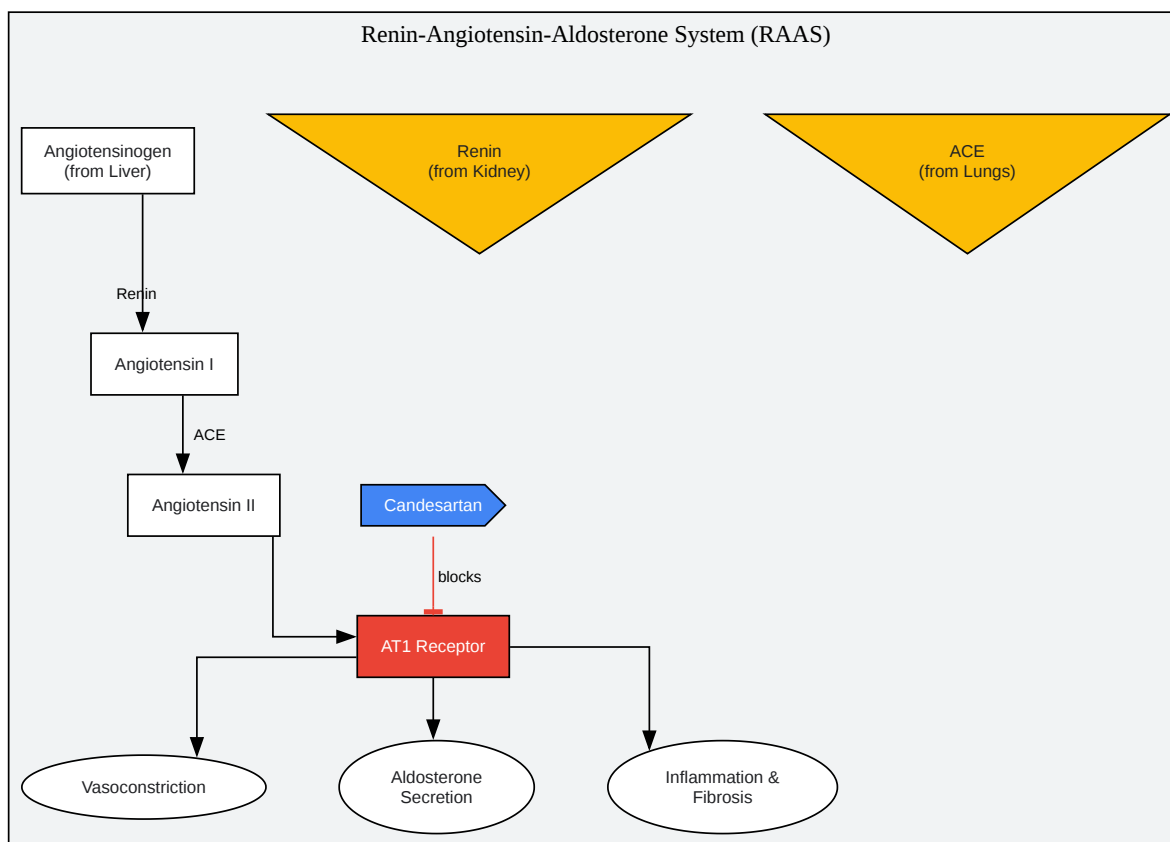 Renin-Angiotensin-Aldosterone System (RAAS)
Angiotensinogen
(from Liver)
Renin
(from Kidney)
ACE
(from Lungs)
Renin
Angiotensin I
ACE
Angiotensin II
Candesartan
blocks
AT1 Receptor
Vasoconstriction
Aldosterone
Secretion
Inflammation &
Fibrosis